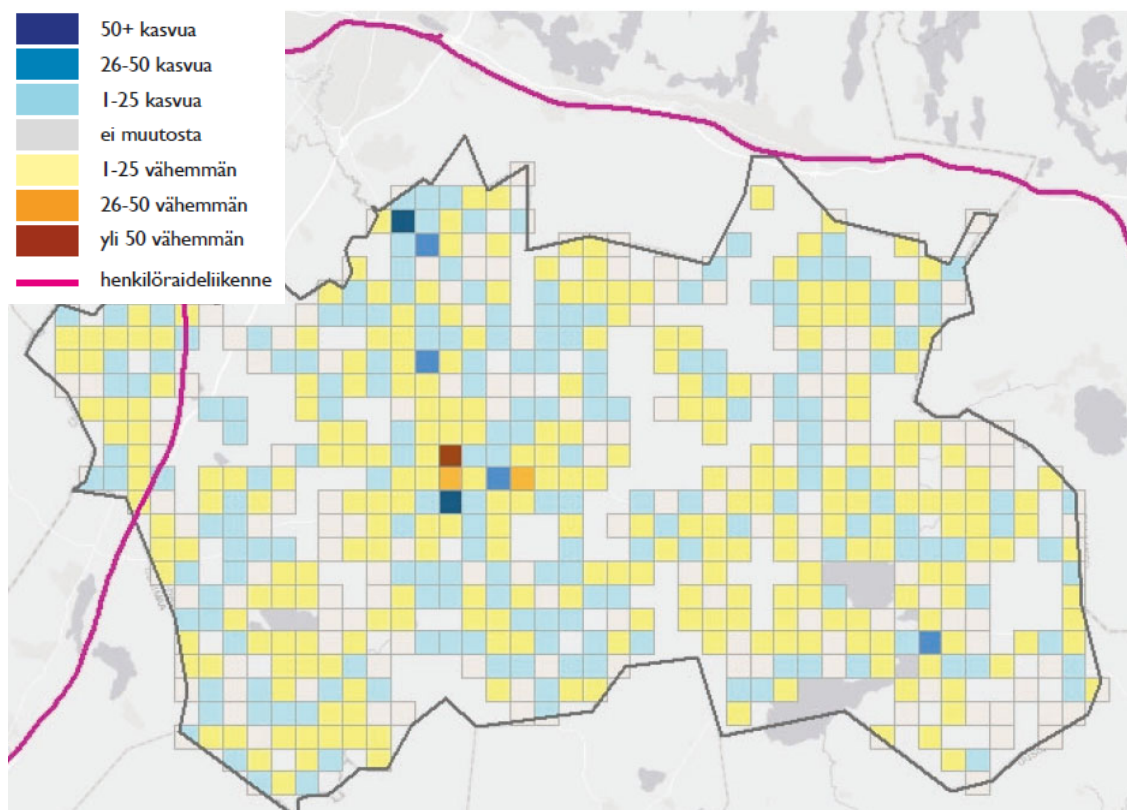 50+ kasvua
26-50 kasvua
1-25 kasvua
ei muutosta
1-25 vähemmän
26-50 vähemmän
yli 50 vähemmän
henkilöraideliikenne